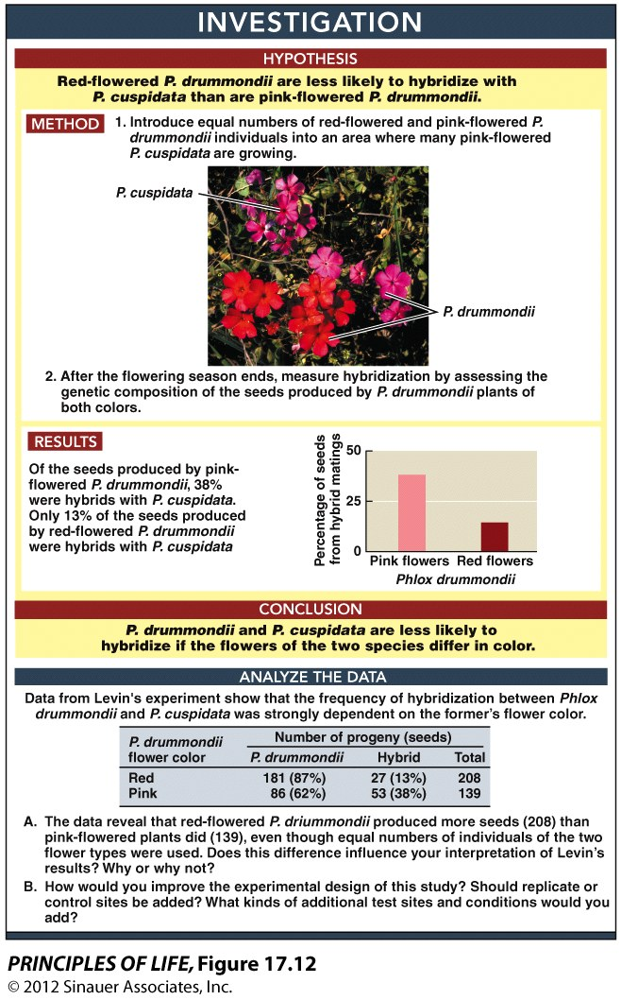 INVESTIGATION
HYPOTHESIS
Red-flowered P. drummondii are less likely to hybridize with
P. cuspidata than are pink-flowered P. drummondii.
METHOD
1. Introduce equal numbers of red-flowered and pink-flowered P.
drummondii individuals into an area where many pink-flowered
P. cuspidata are growing.
P. cuspidata
P. drummondii
2. After the flowering season ends, measure hybridization by assessing the
genetic composition of the seeds produced by P. drummondii plants of
both colors.
RESULTS
Of the seeds produced by pink-
flowered P. drummondii, 38%
were hybrids with P. cuspidata.
Only 13% of the seeds produced
by red-flowered P. drummondii
were hybrids with P. cuspidata
Percentage of seeds
from hybrid matings
50
25
0
Pink flowers Red flowers
Phlox drummondii
CONCLUSION
P. drummondii and P. cuspidata are less likely to
hybridize if the flowers of the two species differ in color.
ANALYZE THE DATA
Data from Levin's experiment show that the frequency of hybridization between Phlox
drummondii and P. cuspidata was strongly dependent on the former's flower color.
P. drummondii
flower color
Number of progeny (seeds)
P. drummondii Hybrid Total
Red 181 (87%) 27 (13%) 208
Pink 86 (62%) 53 (38%) 139
A. The data reveal that red-flowered P. driummondii produced more seeds (208) than
pink-flowered plants did (139), even though equal numbers of individuals of the two
flower types were used. Does this difference influence your interpretation of Levin's
results? Why or why not?
B. How would you improve the experimental design of this study? Should replicate or
control sites be added? What kinds of additional test sites and conditions would you
add?
PRINCIPLES OF LIFE, Figure 17.12
© 2012 Sinauer Associates, Inc.